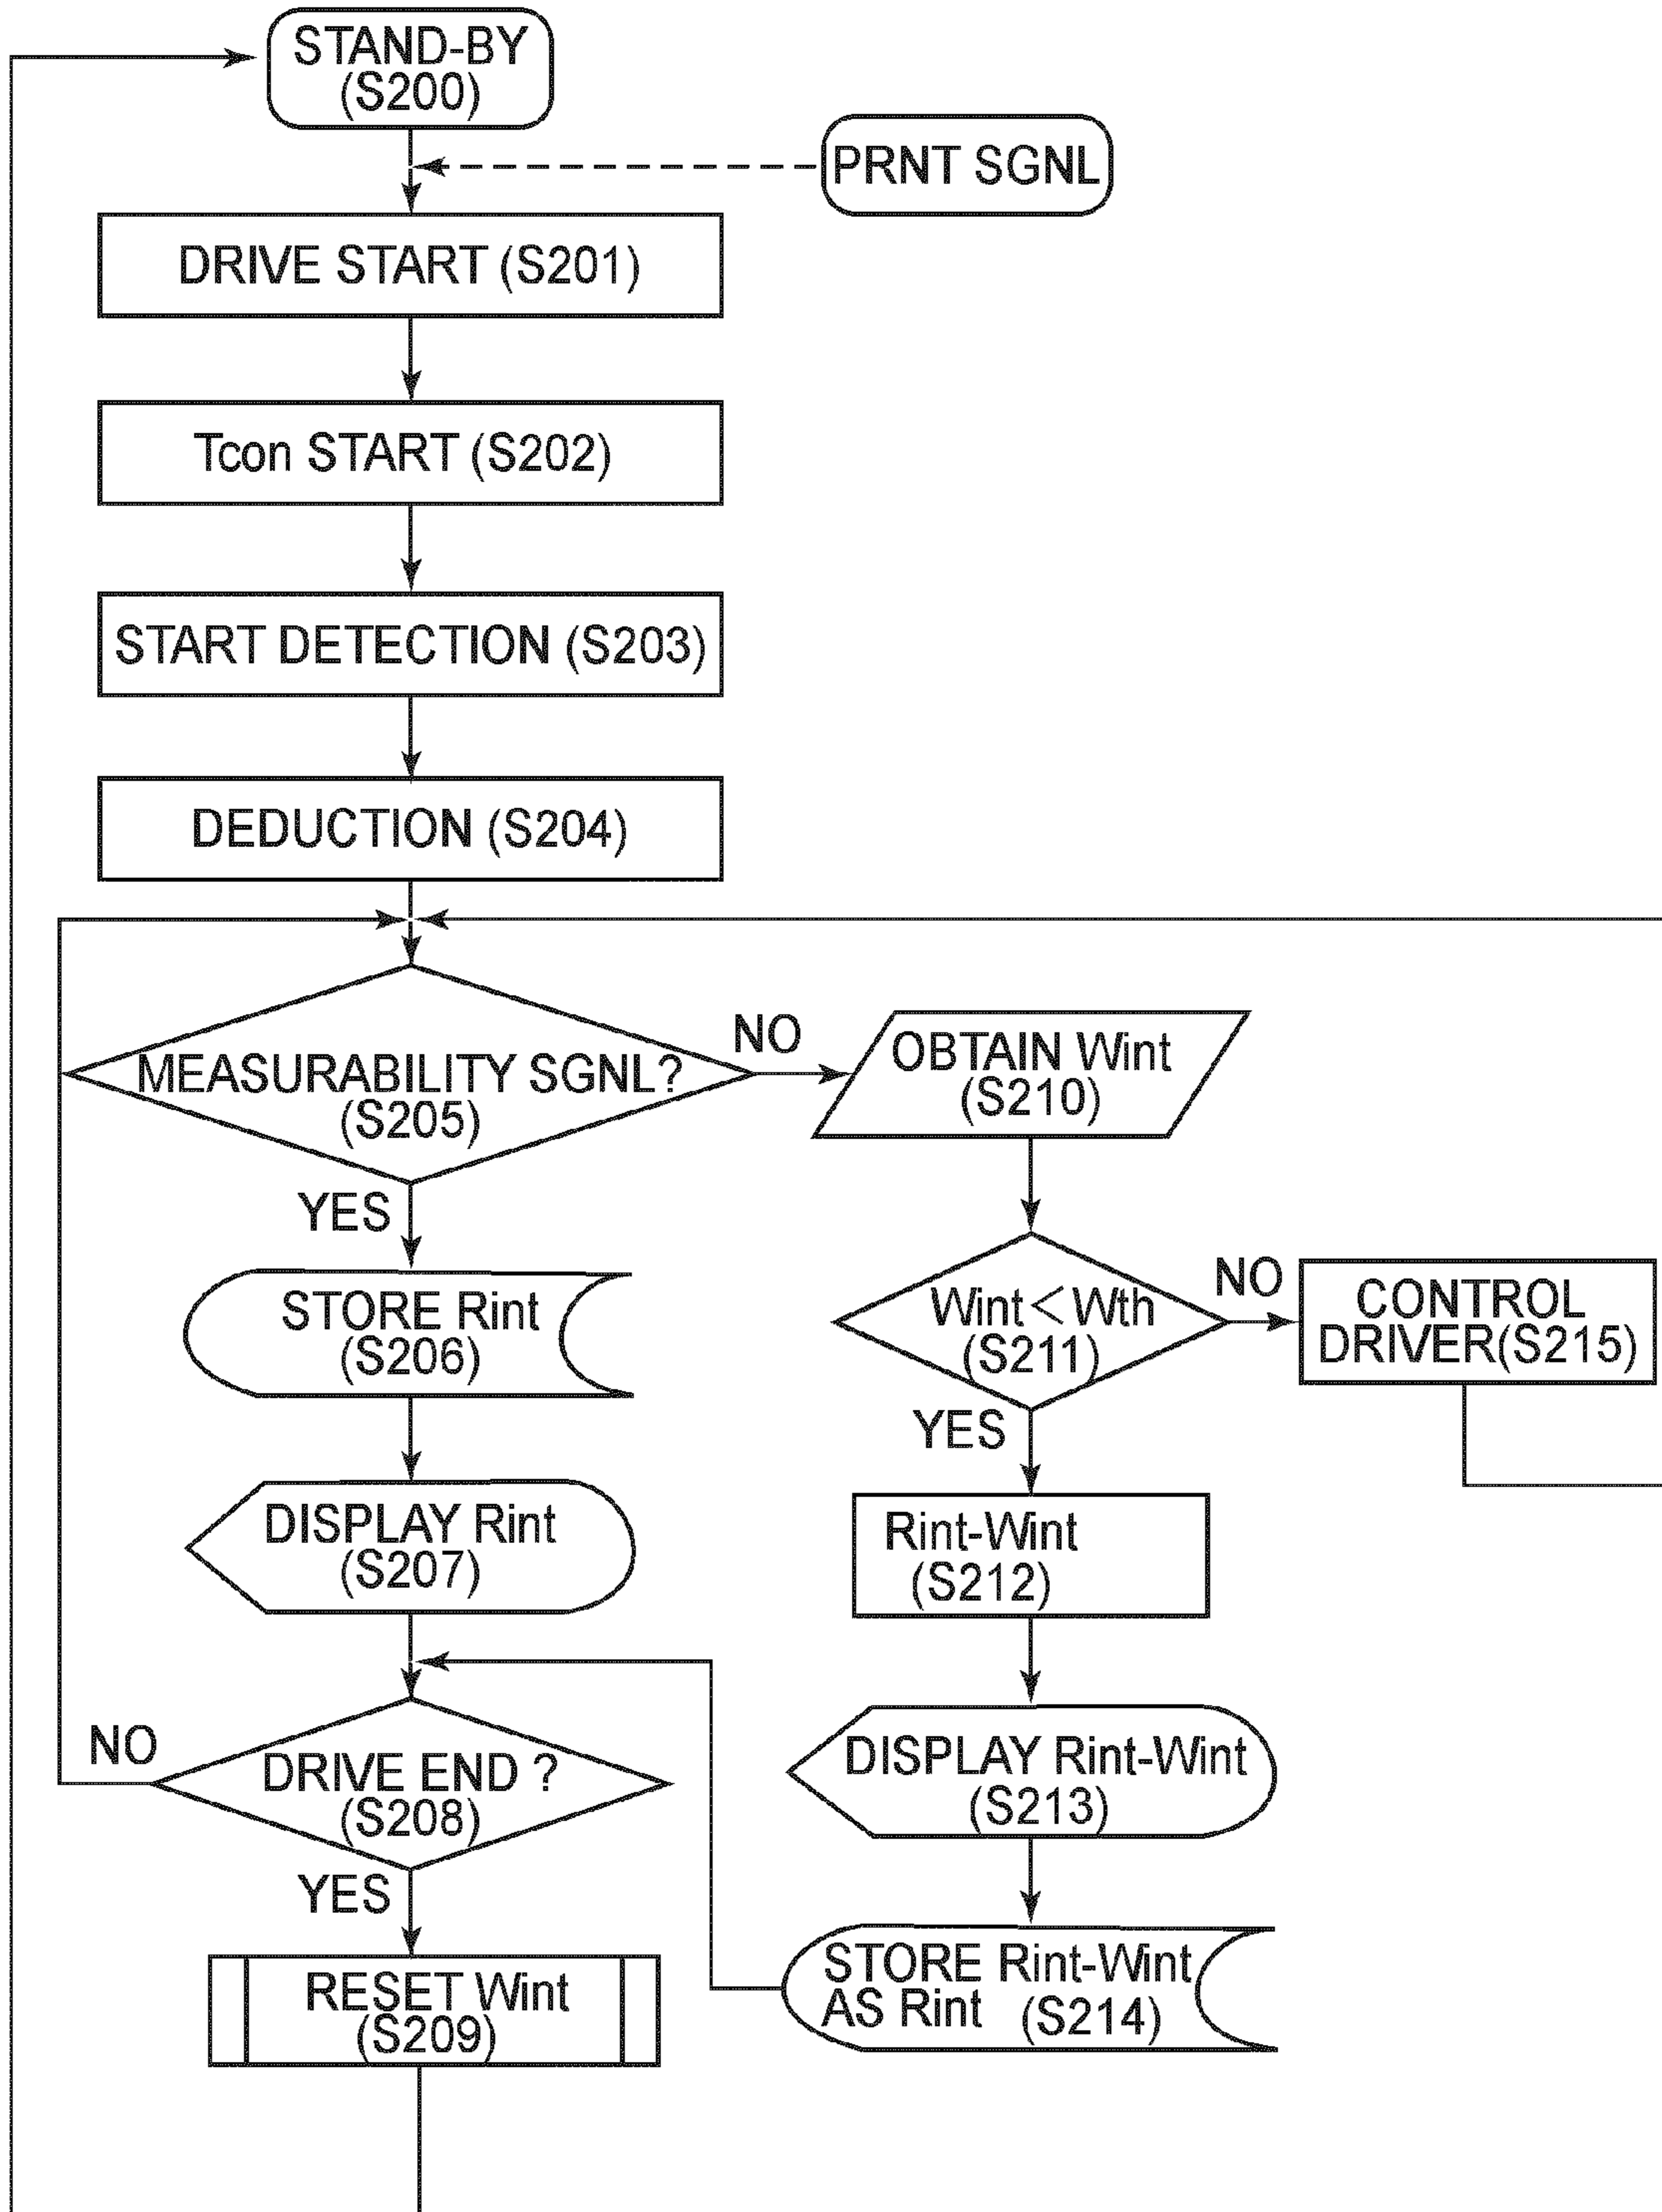 STAND-BY
(S200)
PRNT SGNL
DRIVE START (S201)
Tcon START (S202)
START DETECTION (S203)
DEDUCTION (S204)
MEASURABILITY SGNL?
(S205)
NO
YES
OBTAIN Wint
(S210)
STORE Rint
(S206)
Wint<Wth
(S211)
NO
YES
CONTROL
DRIVER(S215)
DISPLAY Rint
(S207)
Rint-Wint
(S212)
DRIVE END ?
(S208)
NO
YES
DISPLAY Rint-Wint
(S213)
RESET Wint
(S209)
STORE Rint-Wint
AS Rint (S214)